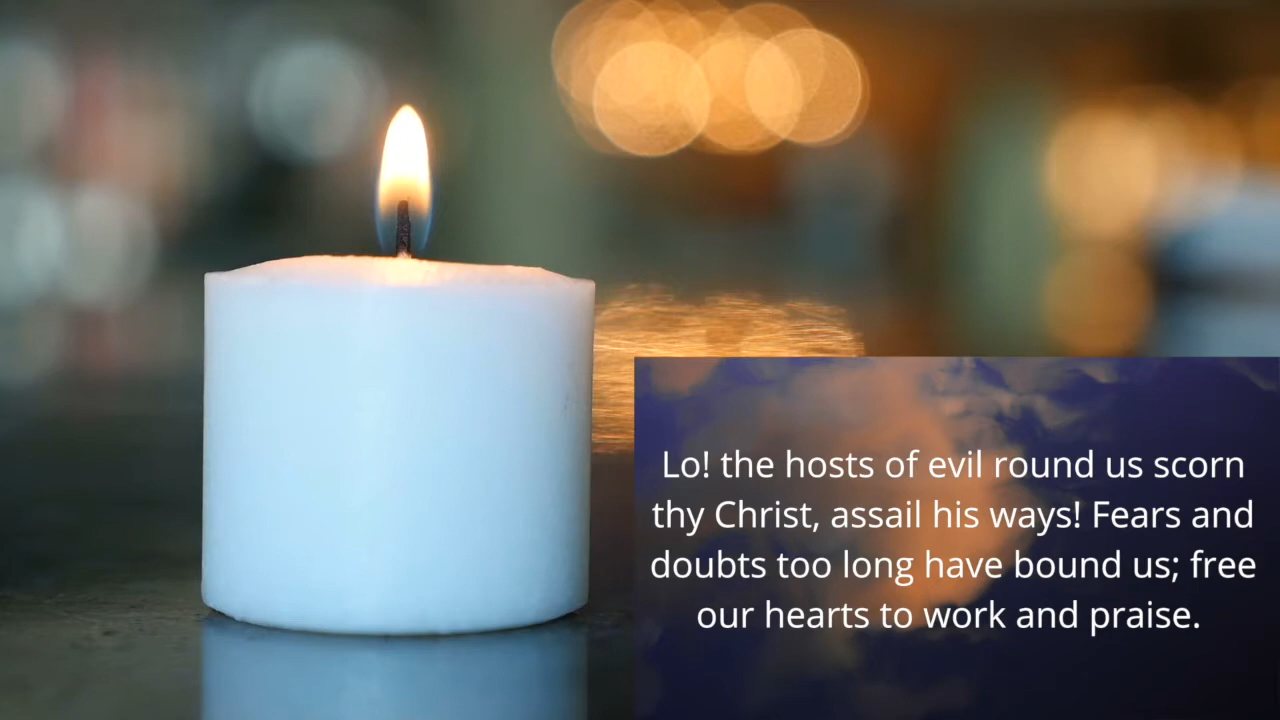 Lo! the hosts of evil round us scorn
thy Christ, assail his ways! Fears and
doubts too long have bound us; free
our hearts to work and praise.